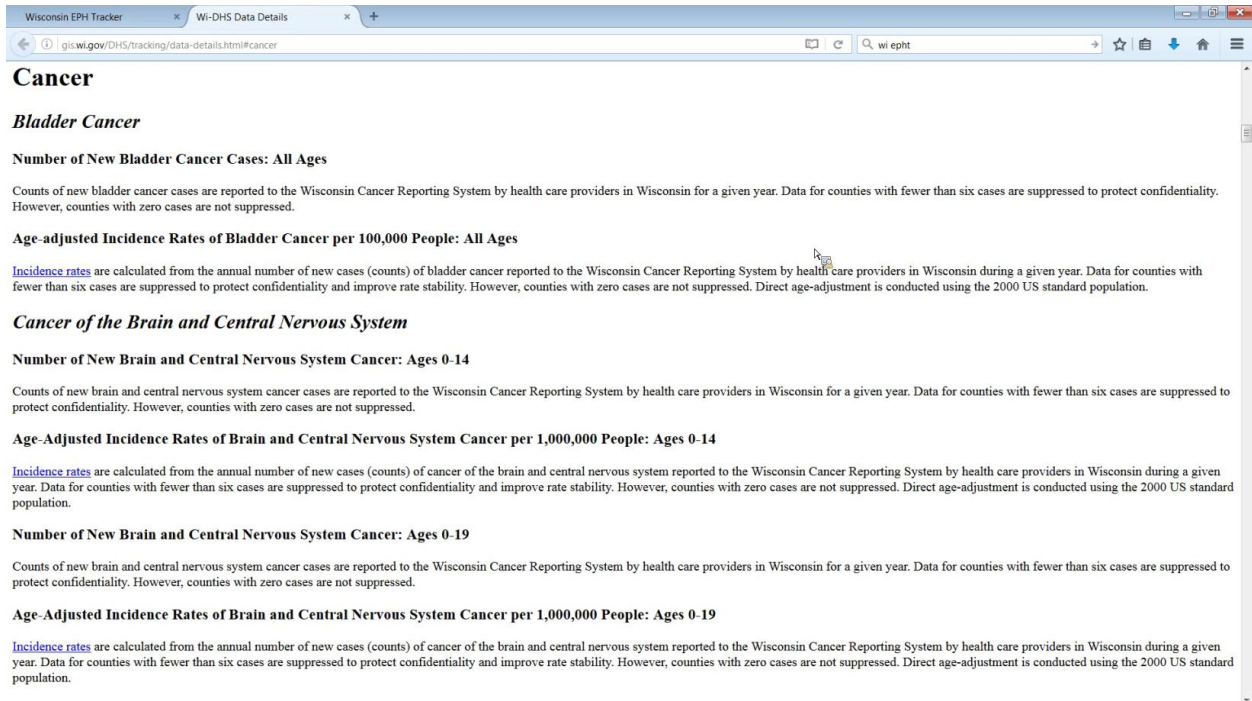 Wisconsin EPH Tracker
Wi-DHS Data Details
gis.wi.gov/DHS/tracking/data-details.html#cancer
wi epht
Cancer
Bladder Cancer
Number of New Bladder Cancer Cases: All Ages
Counts of new bladder cancer cases are reported to the Wisconsin Cancer Reporting System by health care providers in Wisconsin for a given year. Data for counties with fewer than six cases are suppressed to protect confidentiality.
However, counties with zero cases are not suppressed.
Age-adjusted Incidence Rates of Bladder Cancer per 100,000 People: All Ages
Incidence rates are calculated from the annual number of new cases (counts) of bladder cancer reported to the Wisconsin Cancer Reporting System by health care providers in Wisconsin during a given year. Data for counties with
fewer than six cases are suppressed to protect confidentiality and improve rate stability. However, counties with zero cases are not suppressed. Direct age-adjustment is conducted using the 2000 US standard population.
Cancer of the Brain and Central Nervous System
Number of New Brain and Central Nervous System Cancer: Ages 0-14
Counts of new brain and central nervous system cancer cases are reported to the Wisconsin Cancer Reporting System by health care providers in Wisconsin for a given year. Data for counties with fewer than six cases are suppressed to
protect confidentiality. However, counties with zero cases are not suppressed.
Age-Adjusted Incidence Rates of Brain and Central Nervous System Cancer per 1,000,000 People: Ages 0-14
Incidence rates are calculated from the annual number of new cases (counts) of cancer of the brain and central nervous system reported to the Wisconsin Cancer Reporting System by health care providers in Wisconsin during a given
year. Data for counties with fewer than six cases are suppressed to protect confidentiality and improve rate stability. However, counties with zero cases are not suppressed. Direct age-adjustment is conducted using the 2000 US standard
population.
Number of New Brain and Central Nervous System Cancer: Ages 0-19
Counts of new brain and central nervous system cancer cases are reported to the Wisconsin Cancer Reporting System by health care providers in Wisconsin for a given year. Data for counties with fewer than six cases are suppressed to
protect confidentiality. However, counties with zero cases are not suppressed.
Age-Adjusted Incidence Rates of Brain and Central Nervous System Cancer per 1,000,000 People: Ages 0-19
Incidence rates are calculated from the annual number of new cases (counts) of cancer of the brain and central nervous system reported to the Wisconsin Cancer Reporting System by health care providers in Wisconsin during a given
year. Data for counties with fewer than six cases are suppressed to protect confidentiality and improve rate stability. However, counties with zero cases are not suppressed. Direct age-adjustment is conducted using the 2000 US standard
population.